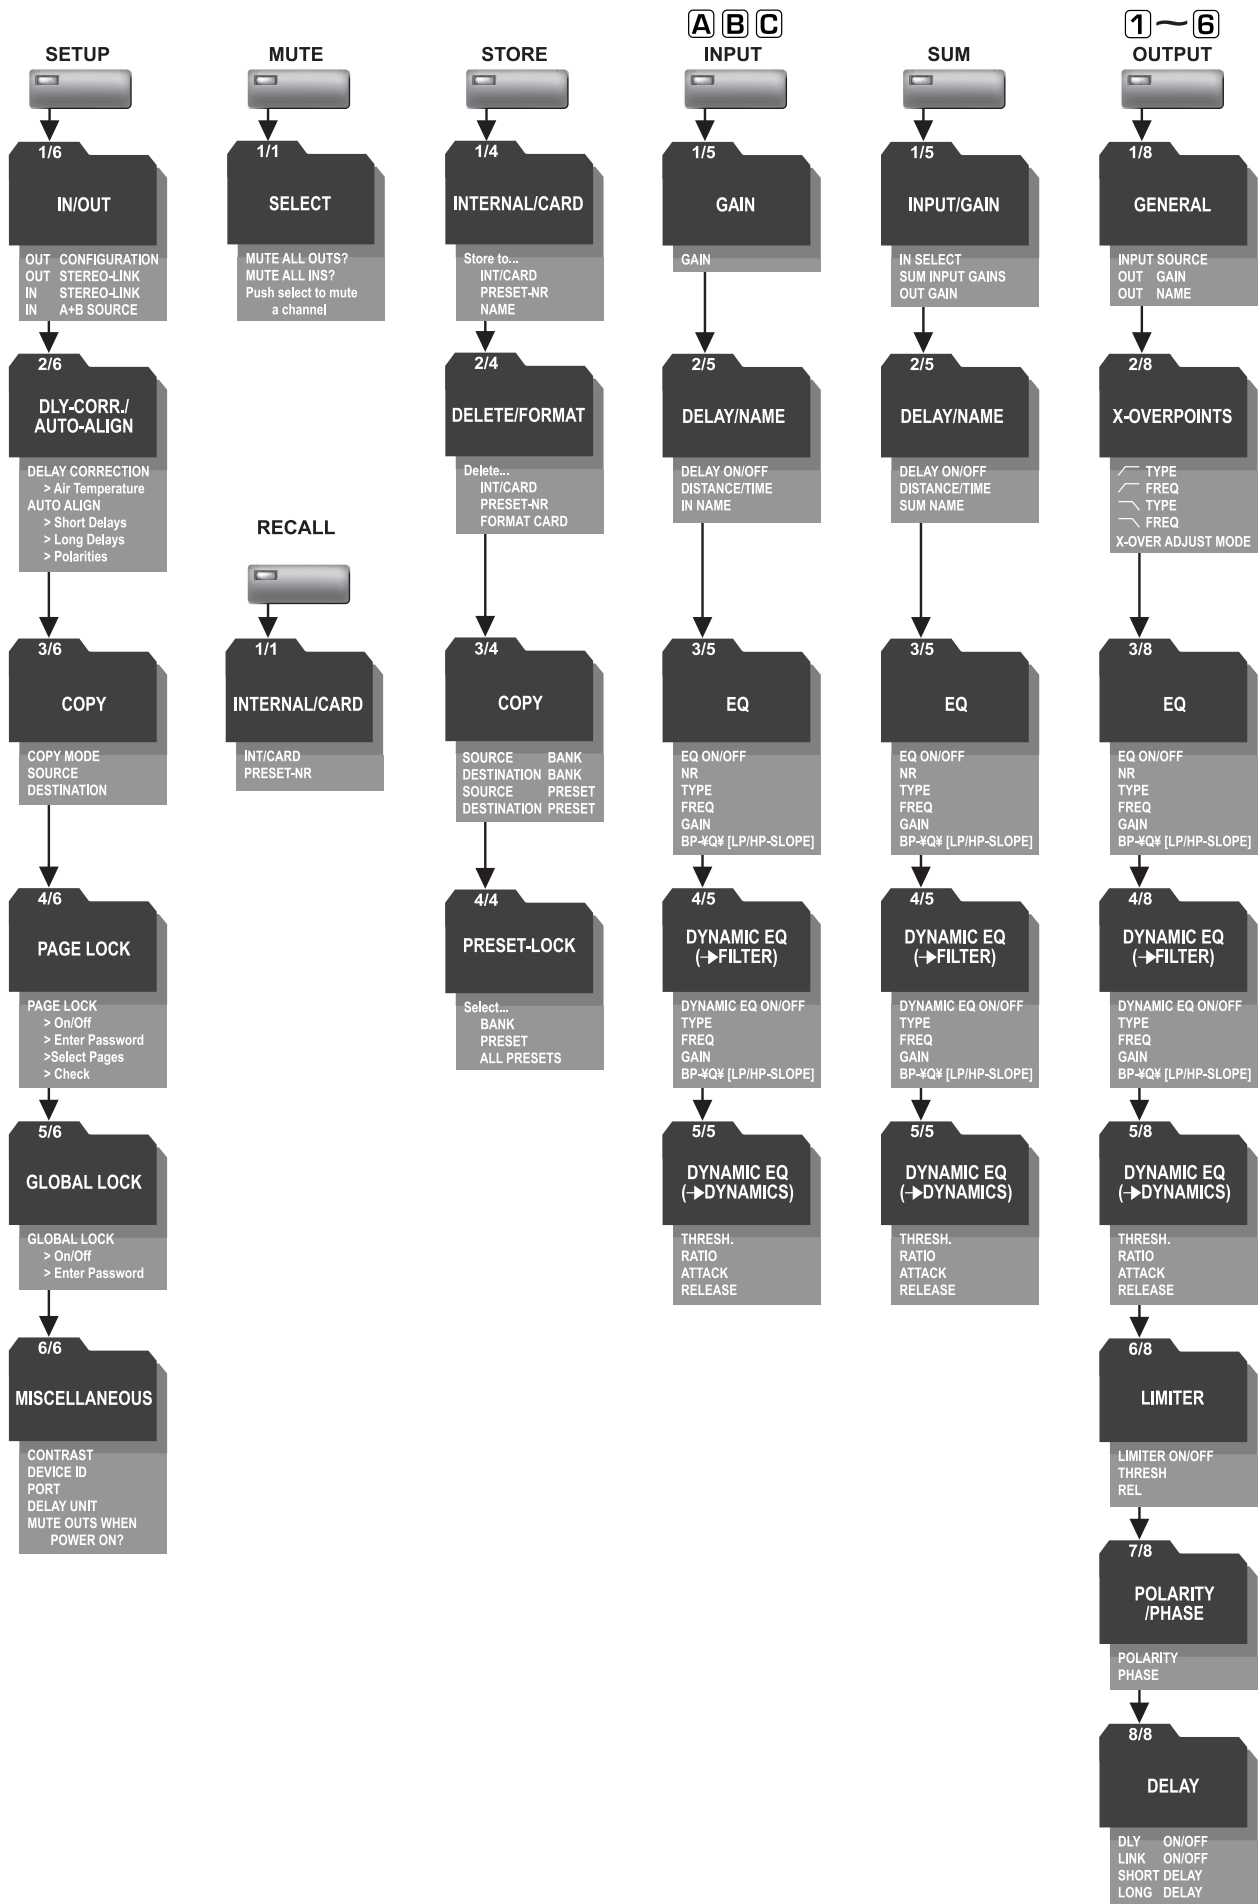 SETUP
1/6
IN/OUT
OUT CONFIGURATION
OUT STEREO-LINK
IN STEREO-LINK
IN A+B SOURCE
2/6
DLY-CORR./
AUTO-ALIGN
DELAY CORRECTION
> Air Temperature
AUTO ALIGN
> Short Delays
> Long Delays
> Polarities
3/6
COPY
COPY MODE
SOURCE
DESTINATION
4/6
PAGE LOCK
PAGE LOCK
> On/Off
> Enter Password
>Select Pages
> Check
5/6
GLOBAL LOCK
GLOBAL LOCK
> On/Off
> Enter Password
6/6
MISCELLANEOUS
CONTRAST
DEVICE ID
PORT
DELAY UNIT
MUTE OUTS WHEN
POWER ON?
MUTE
1/1
SELECT
MUTE ALL OUTS?
MUTE ALL INS?
Push select to mute
a channel
RECALL
1/1
INTERNAL/CARD
INT/CARD
PRESET-NR
STORE
1/4
INTERNAL/CARD
Store to...
INT/CARD
PRESET-NR
NAME
2/4
DELETE/FORMAT
Delete...
INT/CARD
PRESET-NR
FORMAT CARD
3/4
COPY
SOURCE BANK
DESTINATION BANK
SOURCE PRESET
DESTINATION PRESET
4/4
PRESET-LOCK
Select...
BANK
PRESET
ALL PRESETS
A B C
INPUT
1/5
GAIN
GAIN
2/5
DELAY/NAME
DELAY ON/OFF
DISTANCE/TIME
IN NAME
3/5
EQ
EQ ON/OFF
NR
TYPE
FREQ
GAIN
BP-¥Q¥ [LP/HP-SLOPE]
4/5
DYNAMIC EQ
(→FILTER)
DYNAMIC EQ ON/OFF
TYPE
FREQ
GAIN
BP-¥Q¥ [LP/HP-SLOPE]
5/5
DYNAMIC EQ
(→DYNAMICS)
THRESH.
RATIO
ATTACK
RELEASE
SUM
1/5
INPUT/GAIN
IN SELECT
SUM INPUT GAINS
OUT GAIN
2/5
DELAY/NAME
DELAY ON/OFF
DISTANCE/TIME
SUM NAME
3/5
EQ
EQ ON/OFF
NR
TYPE
FREQ
GAIN
BP-¥Q¥ [LP/HP-SLOPE]
4/5
DYNAMIC EQ
(→FILTER)
DYNAMIC EQ ON/OFF
TYPE
FREQ
GAIN
BP-¥Q¥ [LP/HP-SLOPE]
5/5
DYNAMIC EQ
(→DYNAMICS)
THRESH.
RATIO
ATTACK
RELEASE
1~6
OUTPUT
1/8
GENERAL
INPUT SOURCE
OUT GAIN
OUT NAME
2/8
X-OVERPOINTS
TYPE
FREQ
TYPE
FREQ
X-OVER ADJUST MODE
3/8
EQ
EQ ON/OFF
NR
TYPE
FREQ
GAIN
BP-¥Q¥ [LP/HP-SLOPE]
4/8
DYNAMIC EQ
(→FILTER)
DYNAMIC EQ ON/OFF
TYPE
FREQ
GAIN
BP-¥Q¥ [LP/HP-SLOPE]
5/8
DYNAMIC EQ
(→DYNAMICS)
THRESH.
RATIO
ATTACK
RELEASE
6/8
LIMITER
LIMITER ON/OFF
THRESH
REL
7/8
POLARITY
/PHASE
POLARITY
PHASE
8/8
DELAY
DLY ON/OFF
LINK ON/OFF
SHORT DELAY
LONG DELAY